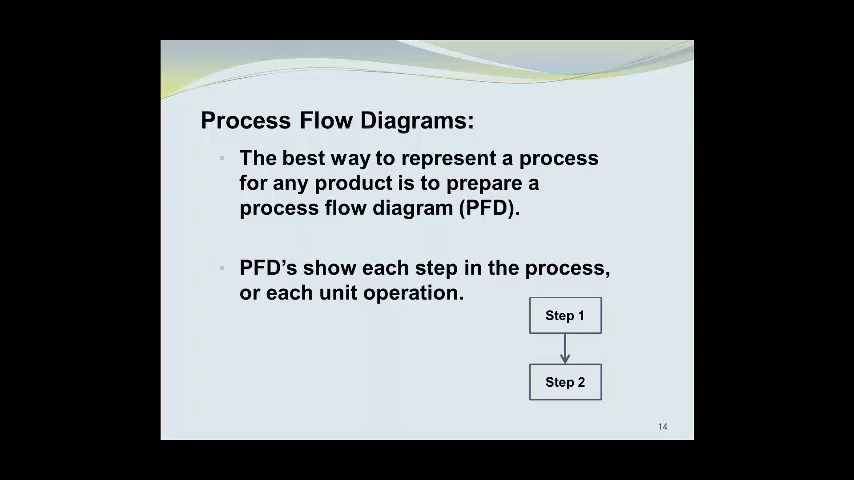 Process Flow Diagrams:
The best way to represent a process
for any product is to prepare a
process flow diagram (PFD).
PFD’s show each step in the process,
or each unit operation.
Step 1
Step 2
14